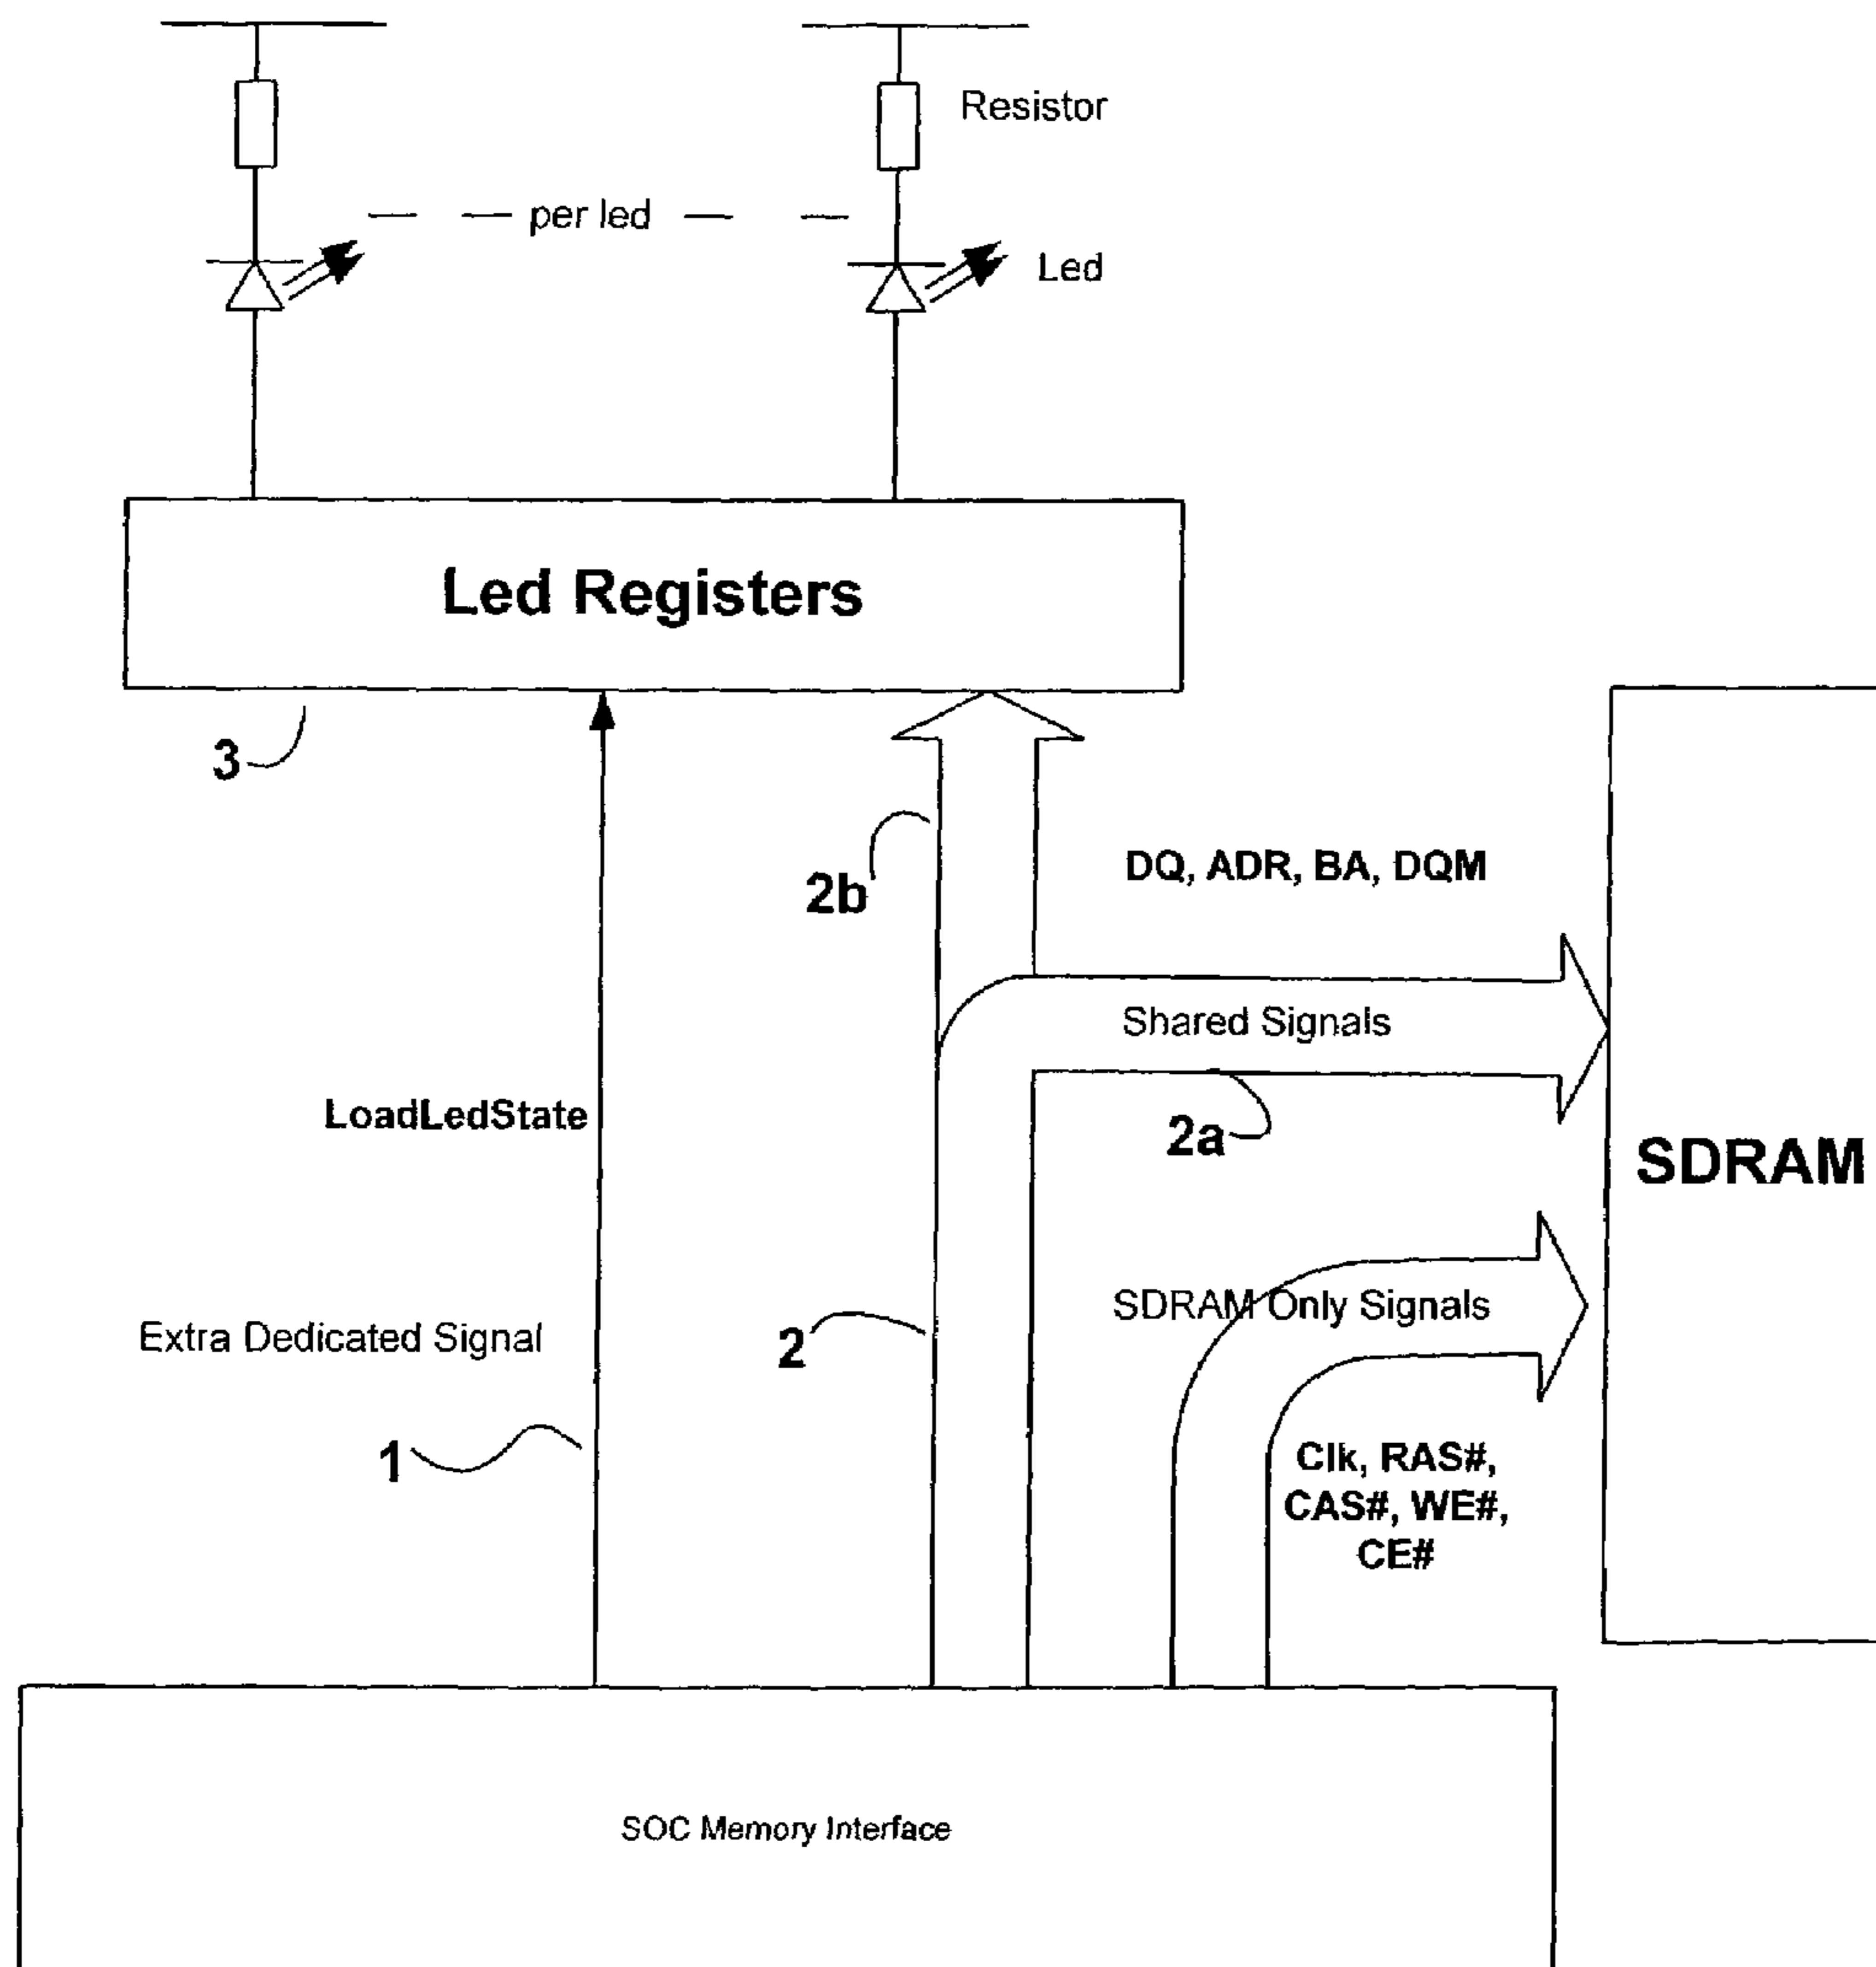 Resistor
per led
Led
Led Registers
3
2b
DQ, ADR, BA, DQM
Shared Signals
LoadLedState
2a
SDRAM
SDRAM Only Signals
Extra Dedicated Signal
2
1
Clk, RAS#,
CAS#, WE#,
CE#
SOC Memory Interface